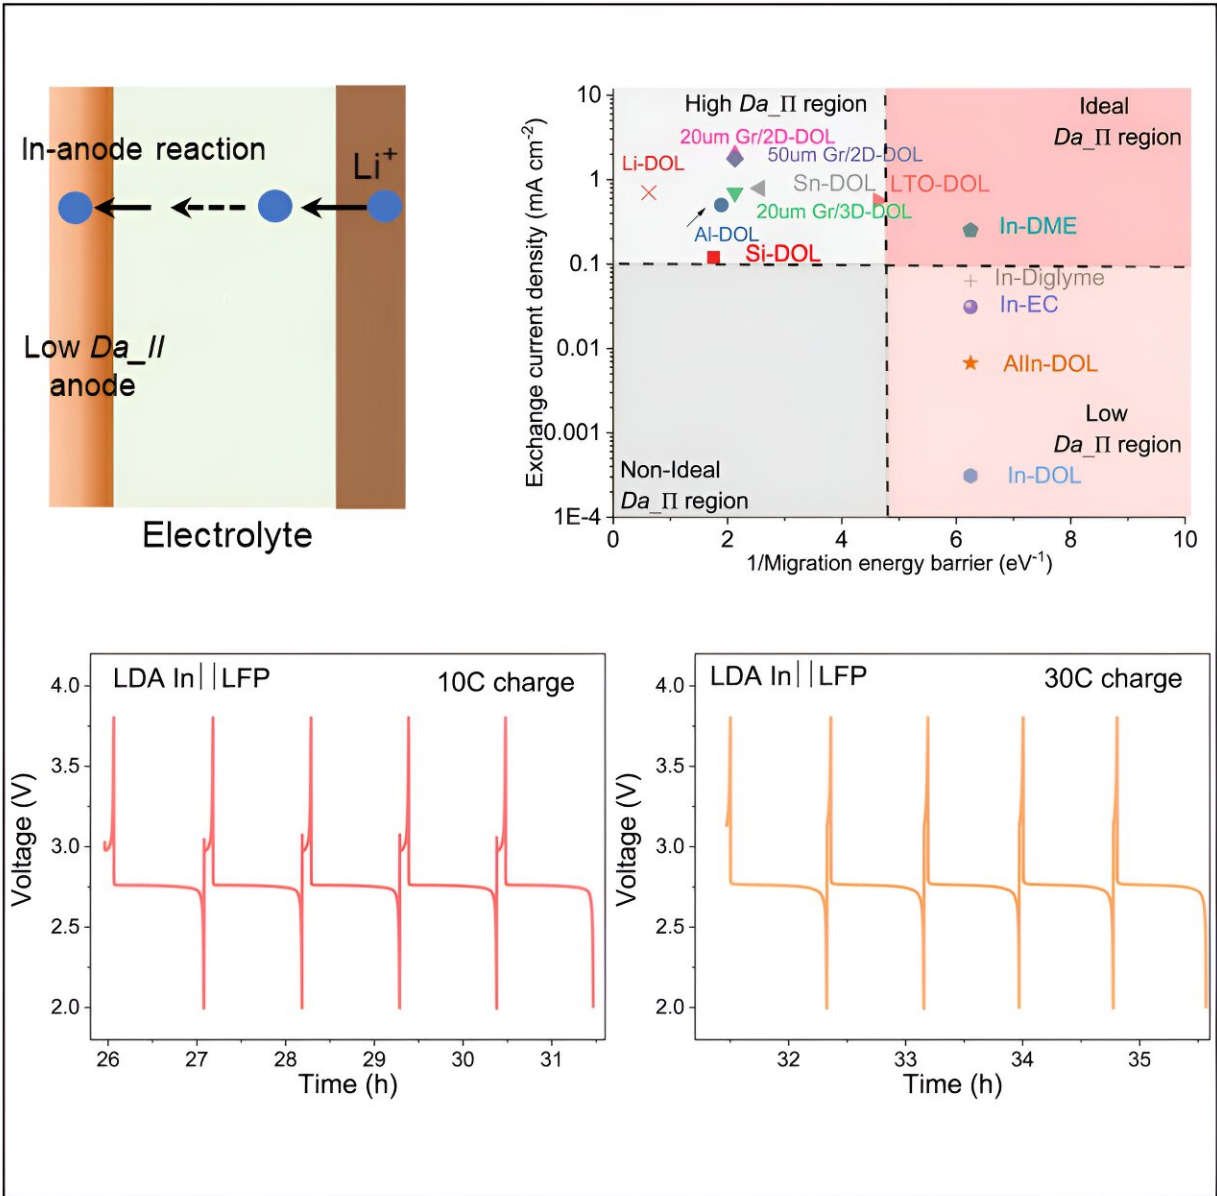 In-anode reaction
Li+
Low Da_II
anode
Electrolyte
Exchange current density (mA cm-2)
10
1
0.1
0.01
0.001
1E-4
High Da_Π region
Ideal
Da_Π region
20um Gr/2D-DOL
50um Gr/2D-DOL
Li-DOL
Sn-DOL
LTO-DOL
20um Gr/3D-DOL
Al-DOL
In-DME
Si-DOL
In-Diglyme
In-EC
AlIn-DOL
Low
Da_Π region
Non-Ideal
Da_Π region
In-DOL
0 2 4 6 8 10
1/Migration energy barrier (eV-1)
LDA In||LFP
10C charge
Voltage (V)
4.0
3.5
3.0
2.5
2.0
26 27 28 29 30 31
Time (h)
LDA In||LFP
30C charge
Voltage (V)
4.0
3.5
3.0
2.5
2.0
32 33 34 35
Time (h)